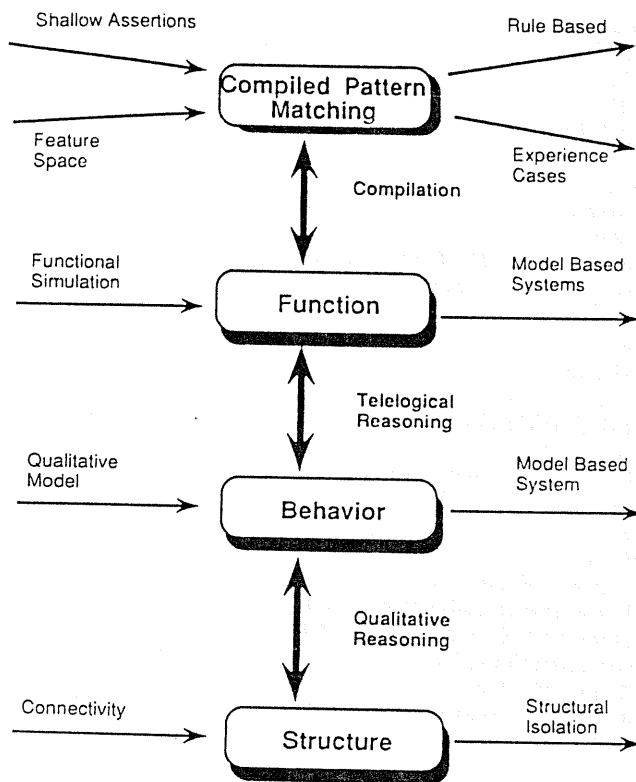 Shallow Assertions
Rule Based
Compiled Pattern
Matching
Feature
Space
Experience
Cases
Compilation
Functional
Simulation
Model Based
Systems
Function
Telelogical
Reasoning
Qualitative
Model
Model Based
System
Behavior
Qualitative
Reasoning
Connectivity
Structural
Isolation
Structure